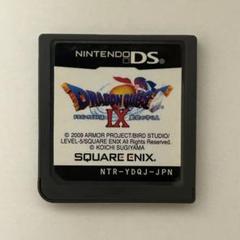 NINTENDO DS
DRAGON QUEST
IX
© 2009 ARMOR PROJECT/BIRD STUDIO/
LEVEL-5/SQUARE ENIX All Rights Reserved.
© KOICHI SUGIYAMA
SQUARE ENIX.
NTR-YDQJ-JPN